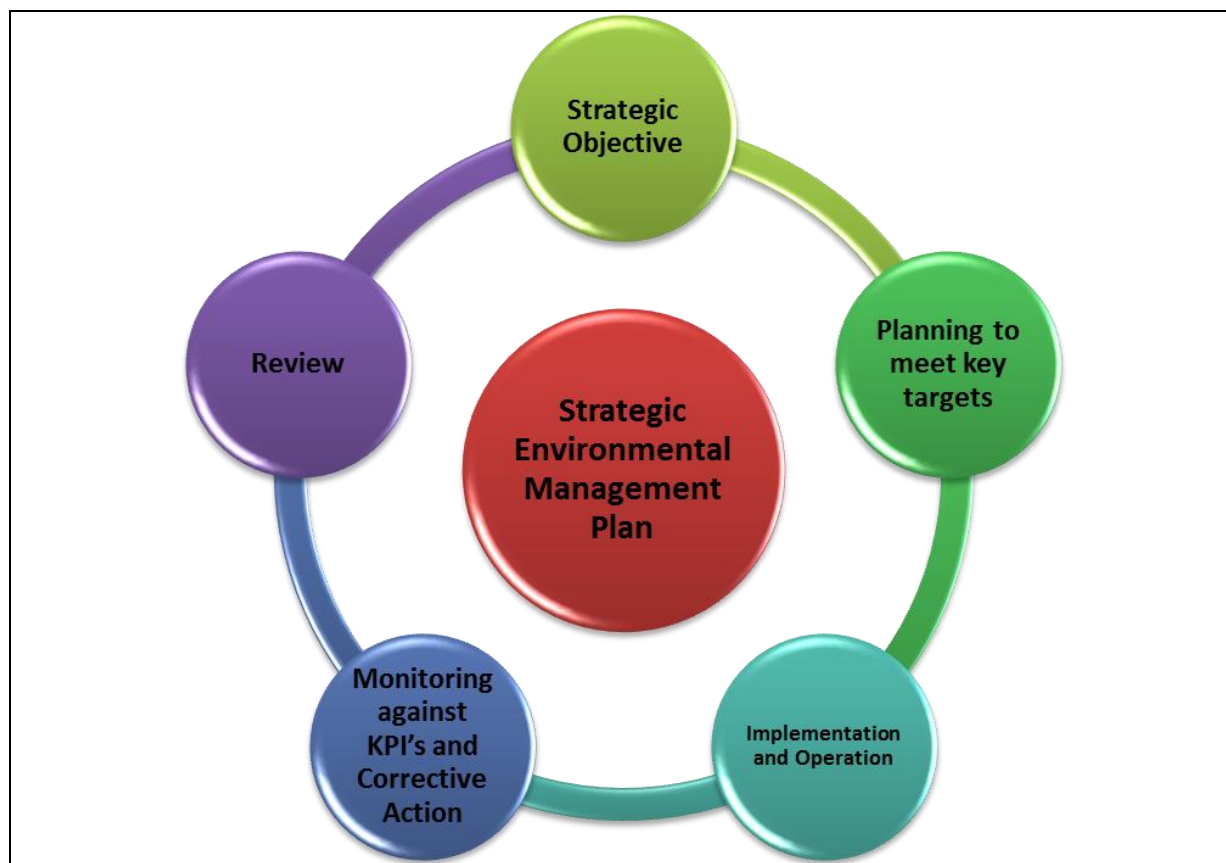 Strategic
Objective
Planning to
meet key
targets
Implementation
and Operation
Monitoring
against
KPI’s and
Corrective
Action
Review
Strategic
Environmental
Management
Plan